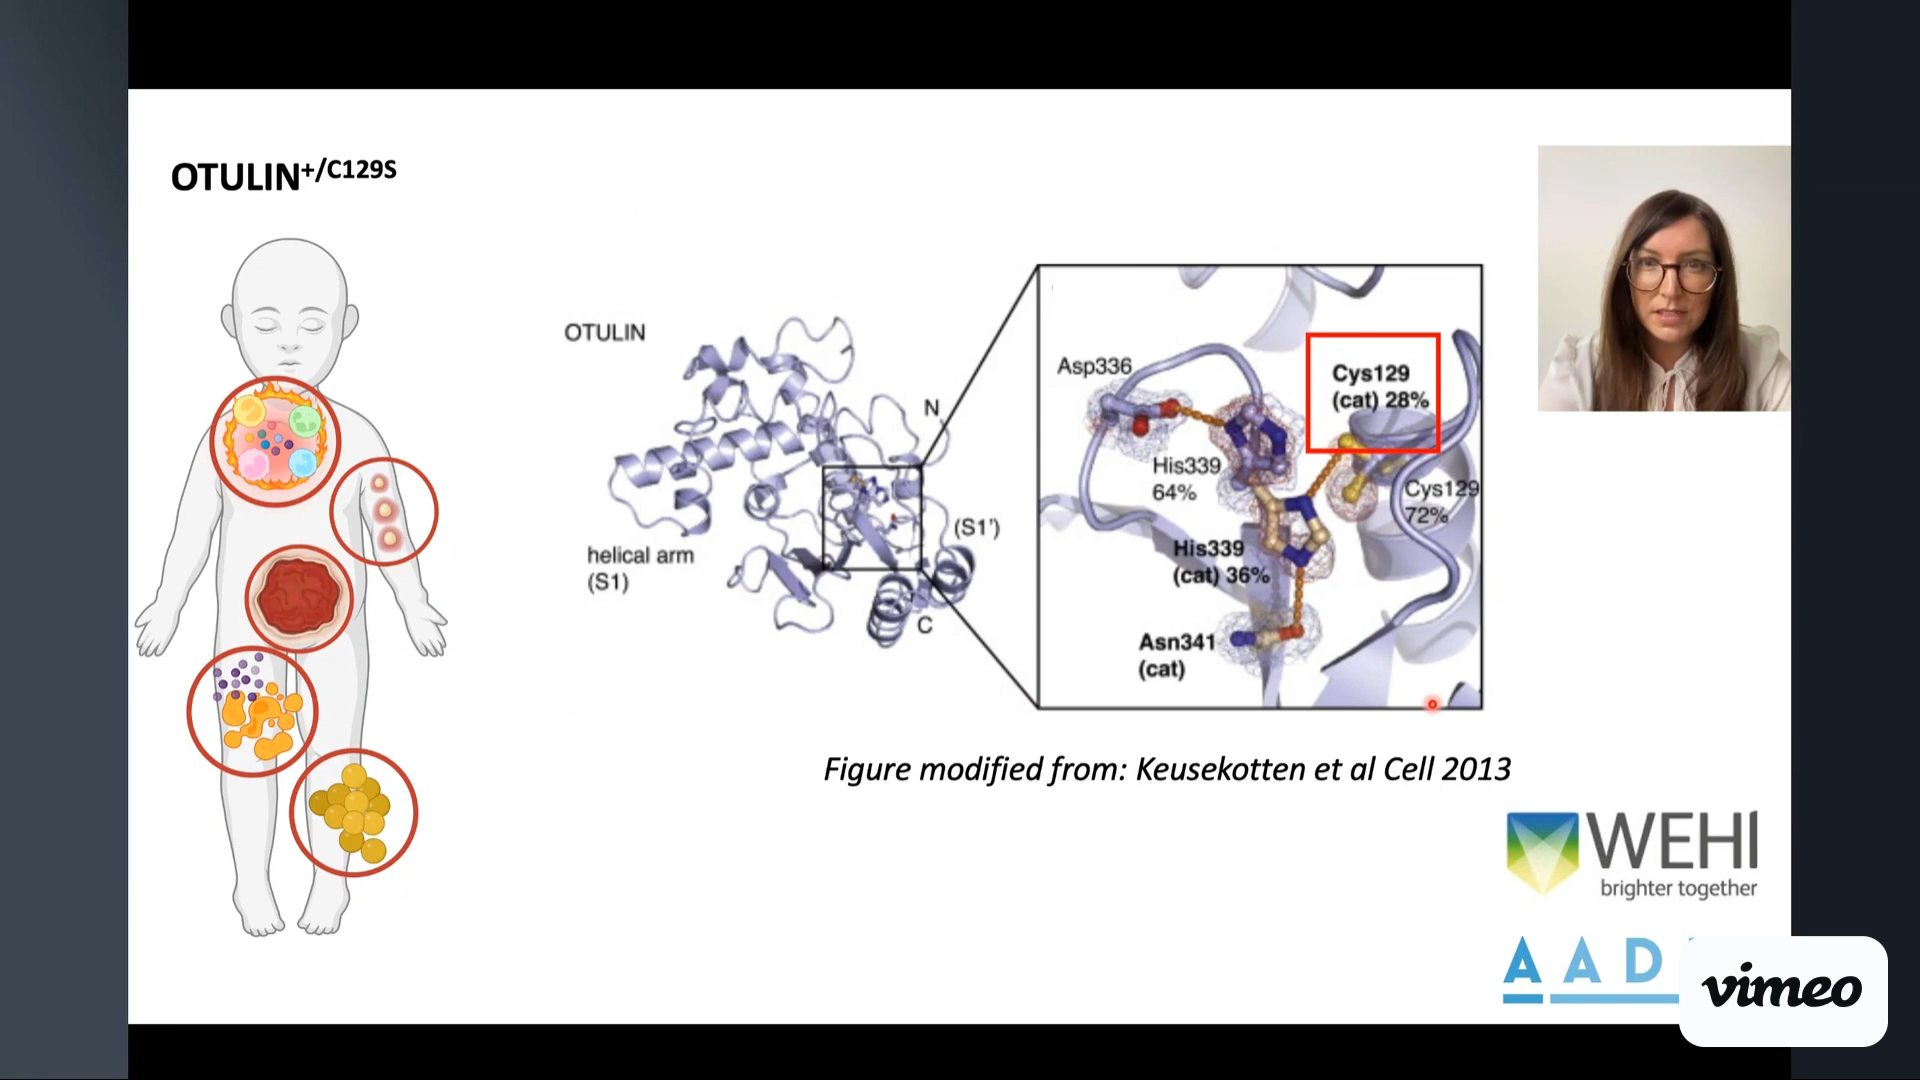 OTULIN+/C129S
OTULIN
N
helical arm
(S1)
(S1')
C
Asp336
Cys129
(cat) 28%
His339
64%
Cys129
72%
His339
(cat) 36%
Asn341
(cat)
Figure modified from: Keusekotten et al Cell 2013
WEHI
brighter together
AAD
vimeo